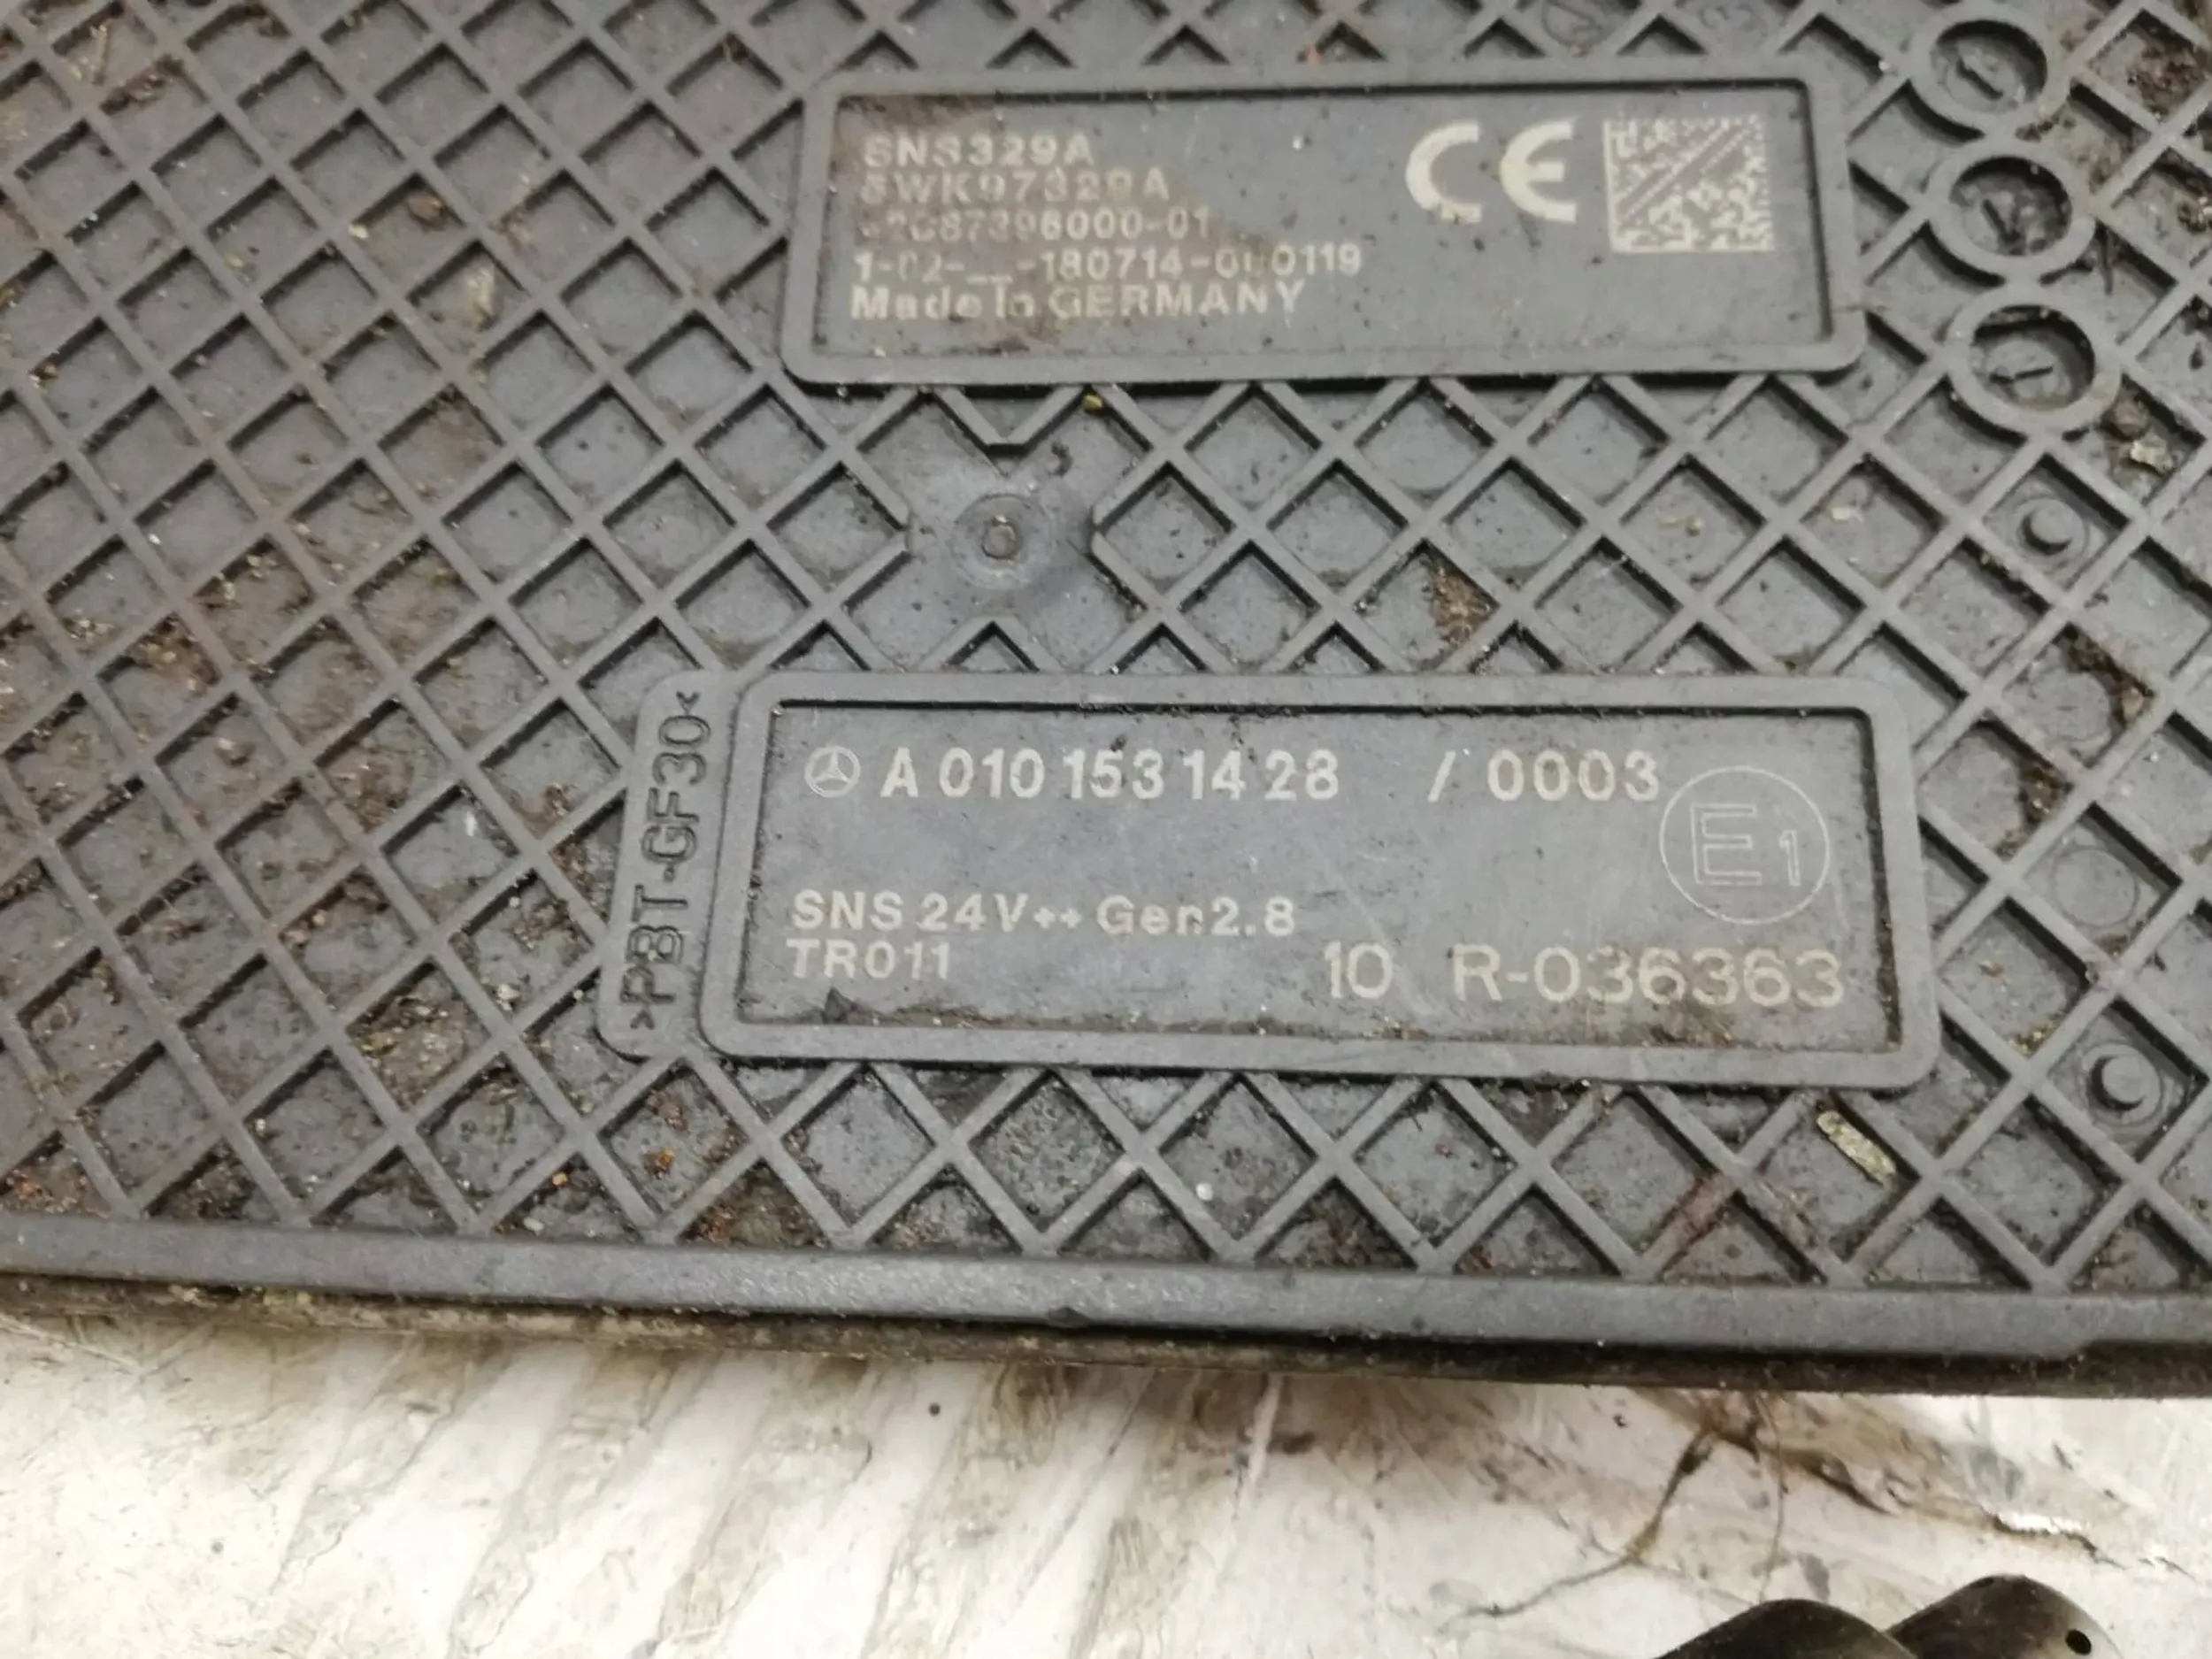 SNS329A
5WK97329A
1-02-__-180714-000119
Made in GERMANY
CE
>PBT-GF30<
A 010 153 14 28 / 0003
E1
SNS 24V++ Gen2.8
TR011
10 R-036363